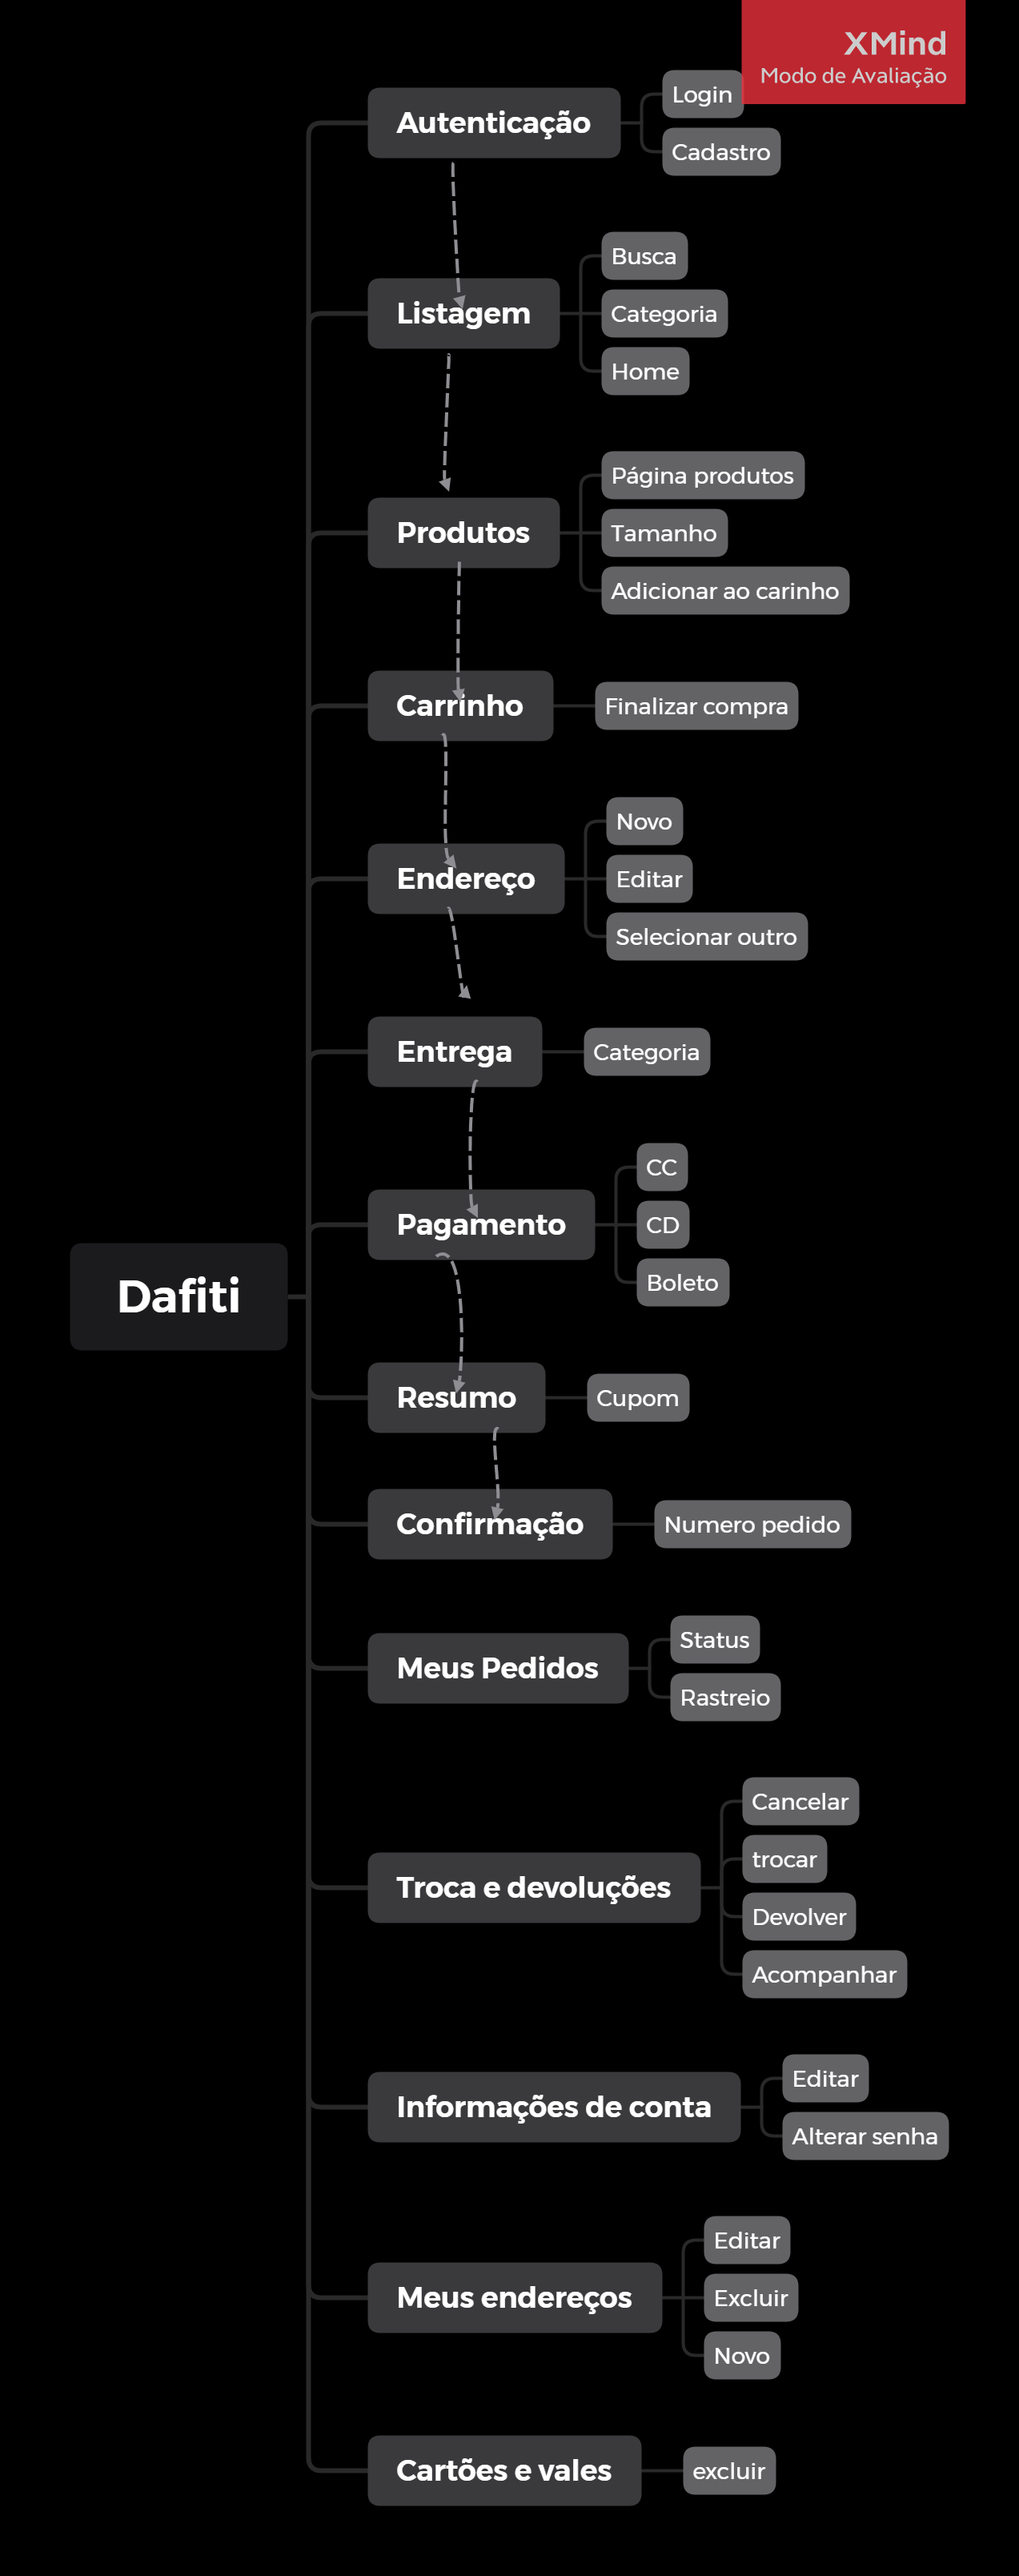 XMind
Modo de Avaliação
Autenticação
Login
Cadastro
Listagem
Busca
Categoria
Home
Produtos
Página produtos
Tamanho
Adicionar ao carinho
Carrinho
Finalizar compra
Endereço
Novo
Editar
Selecionar outro
Entrega
Categoria
Pagamento
CC
CD
Boleto
Dafiti
Resumo
Cupom
Confirmação
Numero pedido
Meus Pedidos
Status
Rastreio
Troca e devoluções
Cancelar
trocar
Devolver
Acompanhar
Informações de conta
Editar
Alterar senha
Meus endereços
Editar
Excluir
Novo
Cartões e vales
excluir